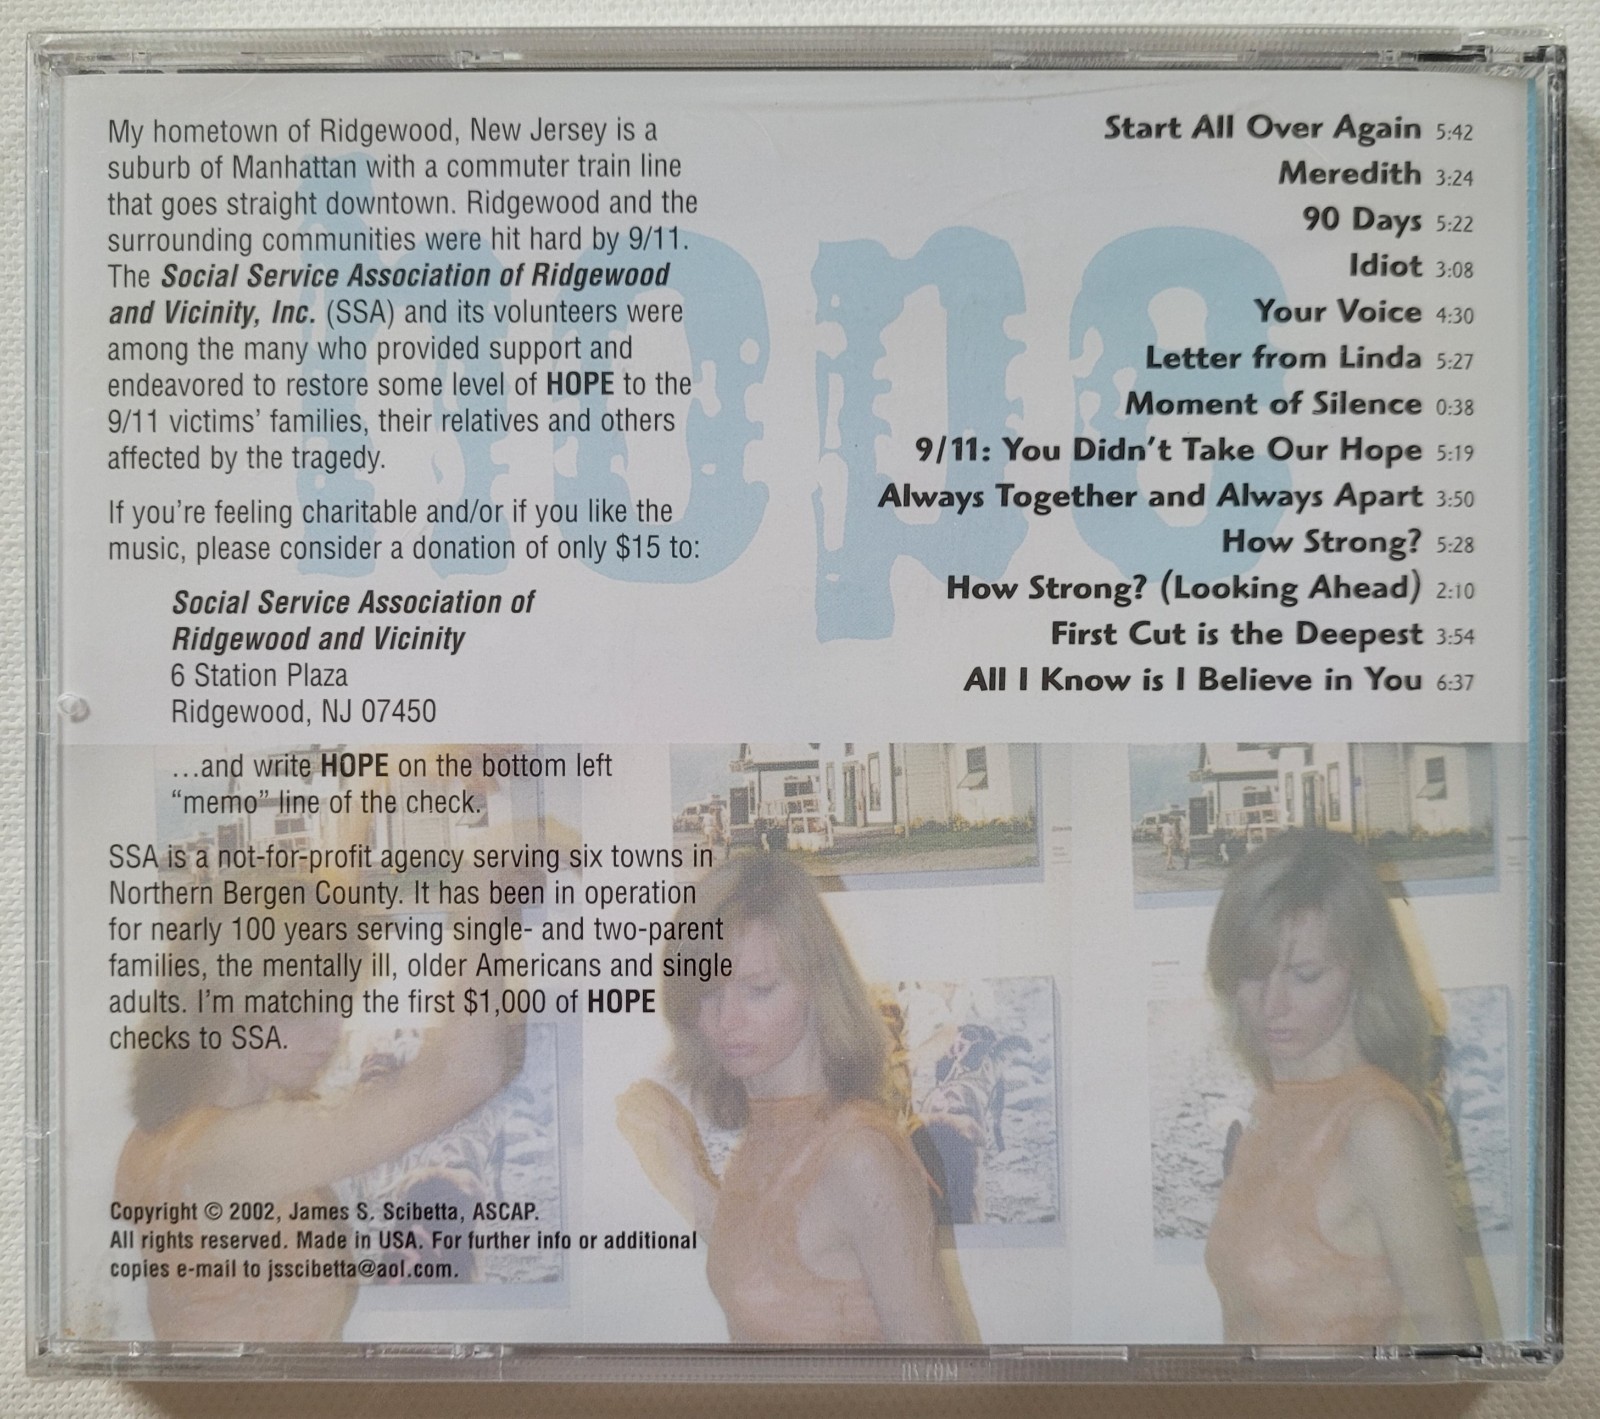 My hometown of Ridgewood, New Jersey is a
suburb of Manhattan with a commuter train line
that goes straight downtown. Ridgewood and the
surrounding communities were hit hard by 9/11.
The Social Service Association of Ridgewood
and Vicinity, Inc. (SSA) and its volunteers were
among the many who provided support and
endeavored to restore some level of HOPE to the
9/11 victims' families, their relatives and others
affected by the tragedy.
If you're feeling charitable and/or if you like the
music, please consider a donation of only $15 to:
Social Service Association of
Ridgewood and Vicinity
6 Station Plaza
Ridgewood, NJ 07450
...and write HOPE on the bottom left
“memo” line of the check.
SSA is a not-for-profit agency serving six towns in
Northern Bergen County. It has been in operation
for nearly 100 years serving single- and two-parent
families, the mentally ill, older Americans and single
adults. I'm matching the first $1,000 of HOPE
checks to SSA.
Copyright © 2002, James S. Scibetta, ASCAP.
All rights reserved. Made in USA. For further info or additional
copies e-mail to jsscibetta@aol.com.
hope
Start All Over Again 5:42
Meredith 3:24
90 Days 5:22
Idiot 3:08
Your Voice 4:30
Letter from Linda 5:27
Moment of Silence 0:38
9/11: You Didn't Take Our Hope 5:19
Always Together and Always Apart 3:50
How Strong? 5:28
How Strong? (Looking Ahead) 2:10
First Cut is the Deepest 3:54
All I Know is I Believe in You 6:37